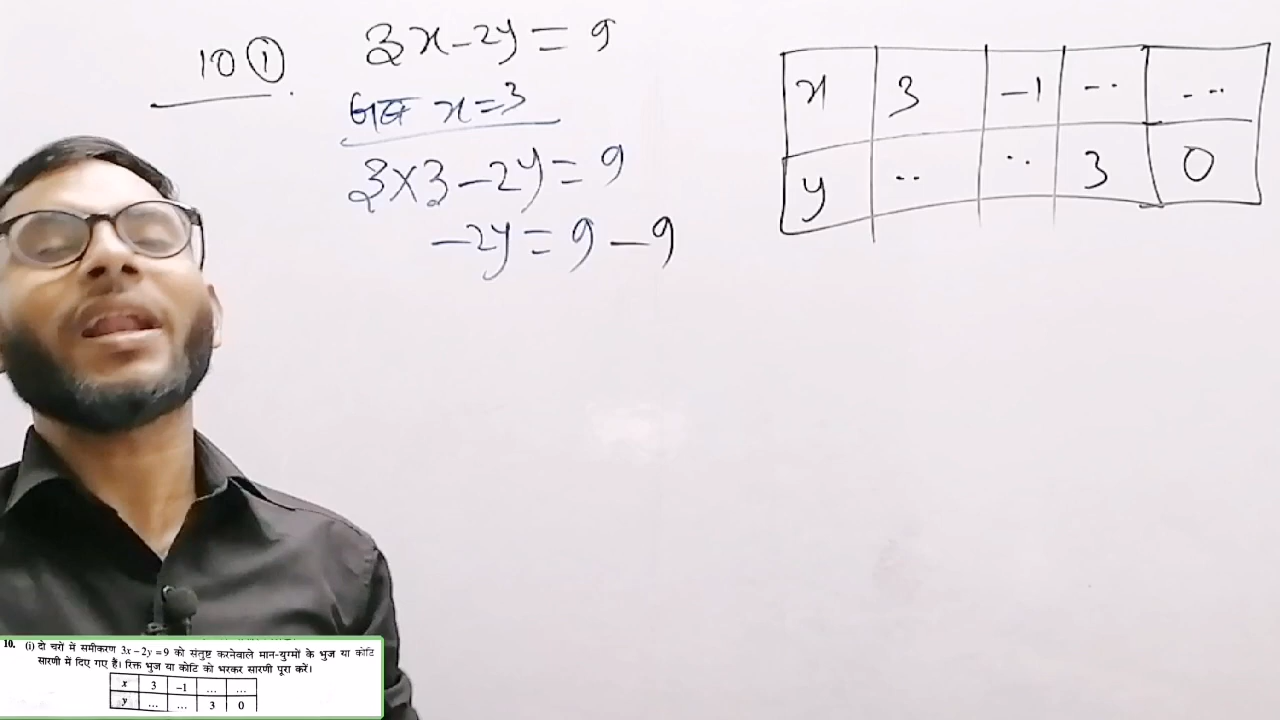 10 ①
3x-2y = 9
जब x=3
3×3-2y = 9
-2y = 9-9
x 3 -1 ... ...
y .. .. 3 0
10. (i) दो चरों में समीकरण 3x-2y=9 को संतुष्ट करनेवाले मान-युग्मों के भुज या कोटि
सारणी में दिए गए हैं। रिक्त भुज या कोटि को भरकर सारणी पूरा करें।
x 3 -1 ... ...
y ... ... 3 0